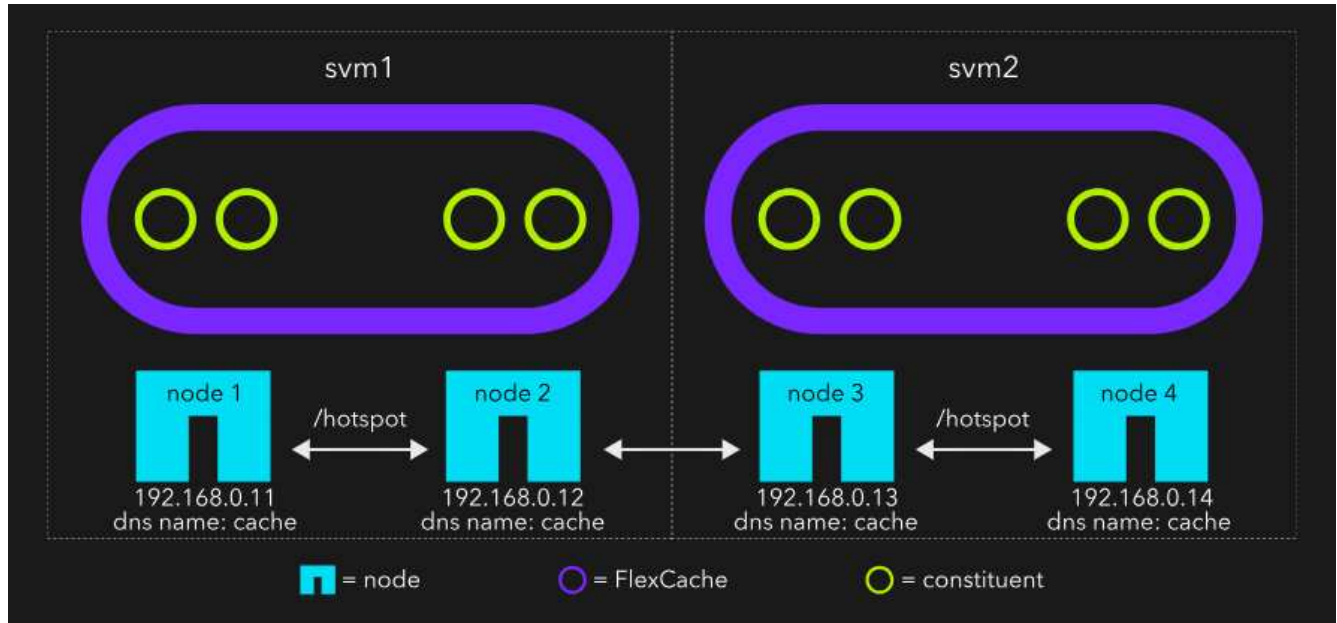 svm1
svm2
node 1
/hotspot
node 2
node 3
/hotspot
node 4
192.168.0.11
dns name: cache
192.168.0.12
dns name: cache
192.168.0.13
dns name: cache
192.168.0.14
dns name: cache
= node
= FlexCache
= constituent